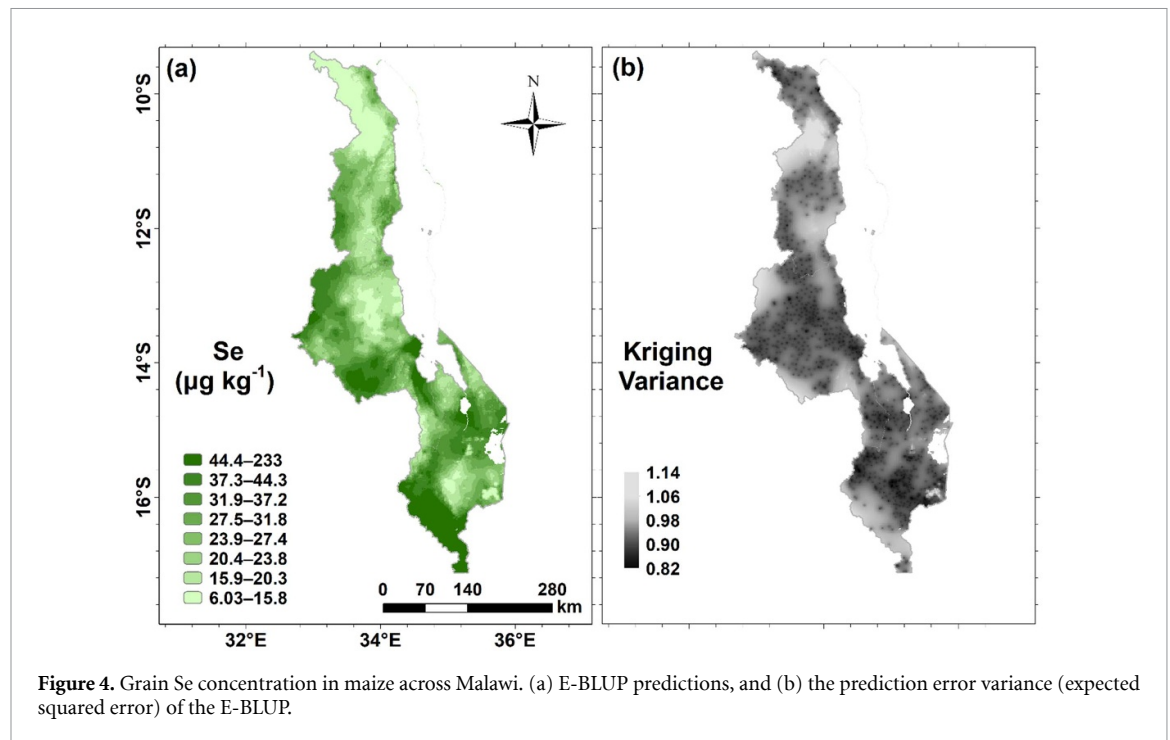 (a)
N
10°S
12°S
14°S
16°S
Se
(µg kg⁻¹)
44.4–233
37.3–44.3
31.9–37.2
27.5–31.8
23.9–27.4
20.4–23.8
15.9–20.3
6.03–15.8
0 70 140 280
km
32°E 34°E 36°E
(b)
Kriging
Variance
1.14
1.06
0.98
0.90
0.82
Figure 4. Grain Se concentration in maize across Malawi. (a) E-BLUP predictions, and (b) the prediction error variance (expected
squared error) of the E-BLUP.